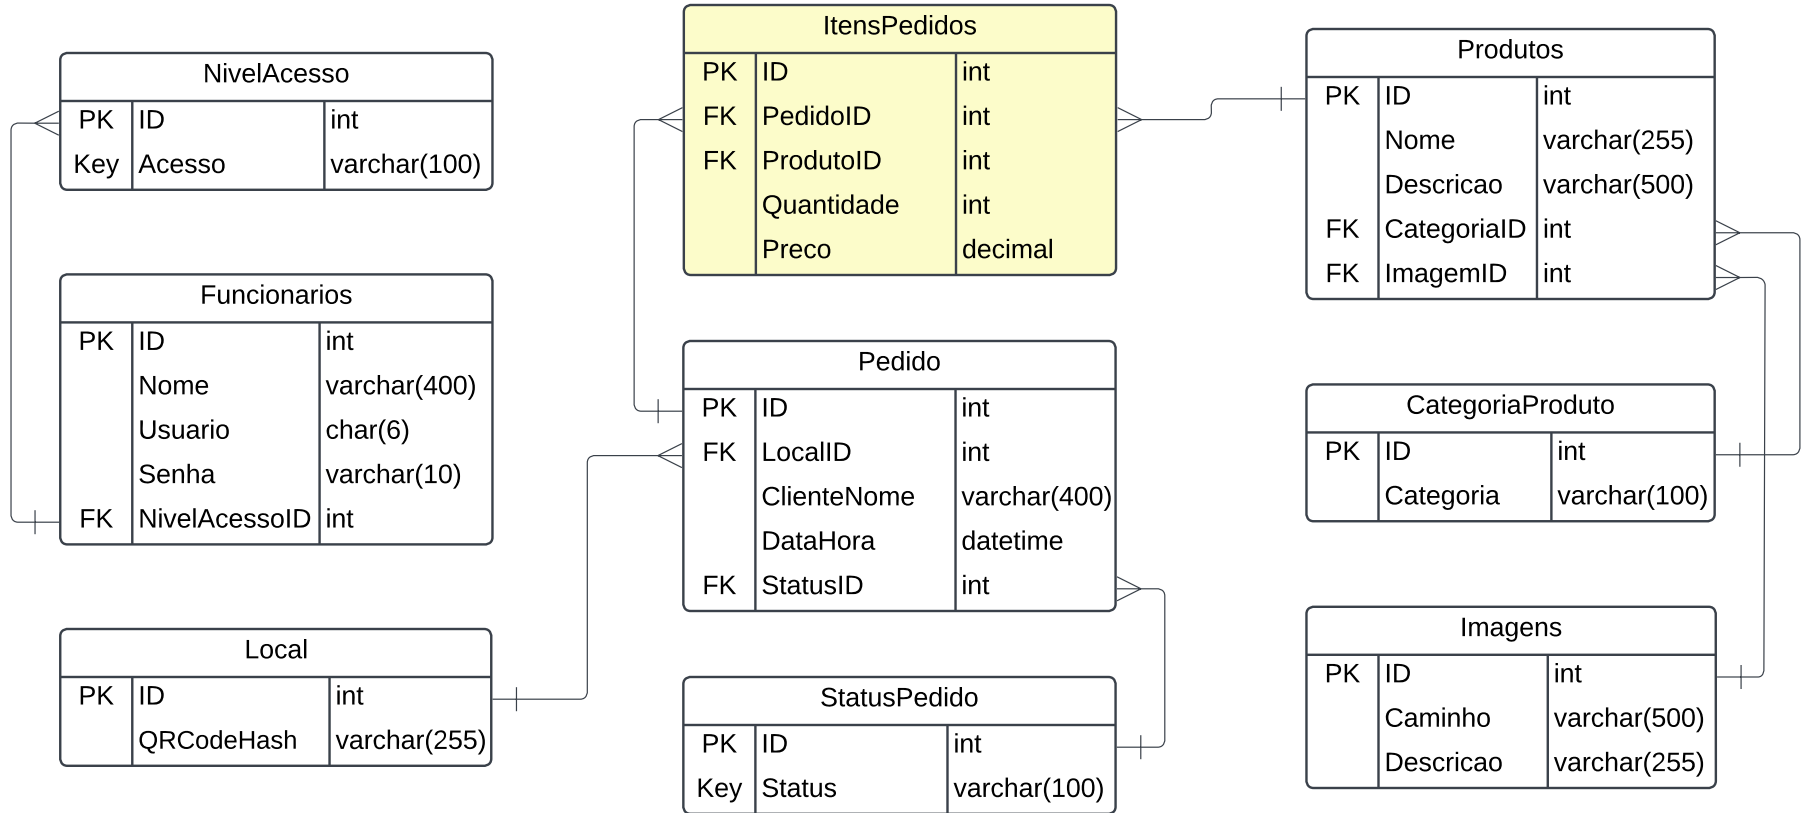 NivelAcesso
PK ID int
Key Acesso varchar(100)
Funcionarios
PK ID int
Nome varchar(400)
Usuario char(6)
Senha varchar(10)
FK NivelAcessoID int
Local
PK ID int
QRCodeHash varchar(255)
ItensPedidos
PK ID int
FK PedidoID int
FK ProdutoID int
Quantidade int
Preco decimal
Pedido
PK ID int
FK LocalID int
ClienteNome varchar(400)
DataHora datetime
FK StatusID int
StatusPedido
PK ID int
Key Status varchar(100)
Produtos
PK ID int
Nome varchar(255)
Descricao varchar(500)
FK CategoriaID int
FK ImagemID int
CategoriaProduto
PK ID int
Categoria varchar(100)
Imagens
PK ID int
Caminho varchar(500)
Descricao varchar(255)